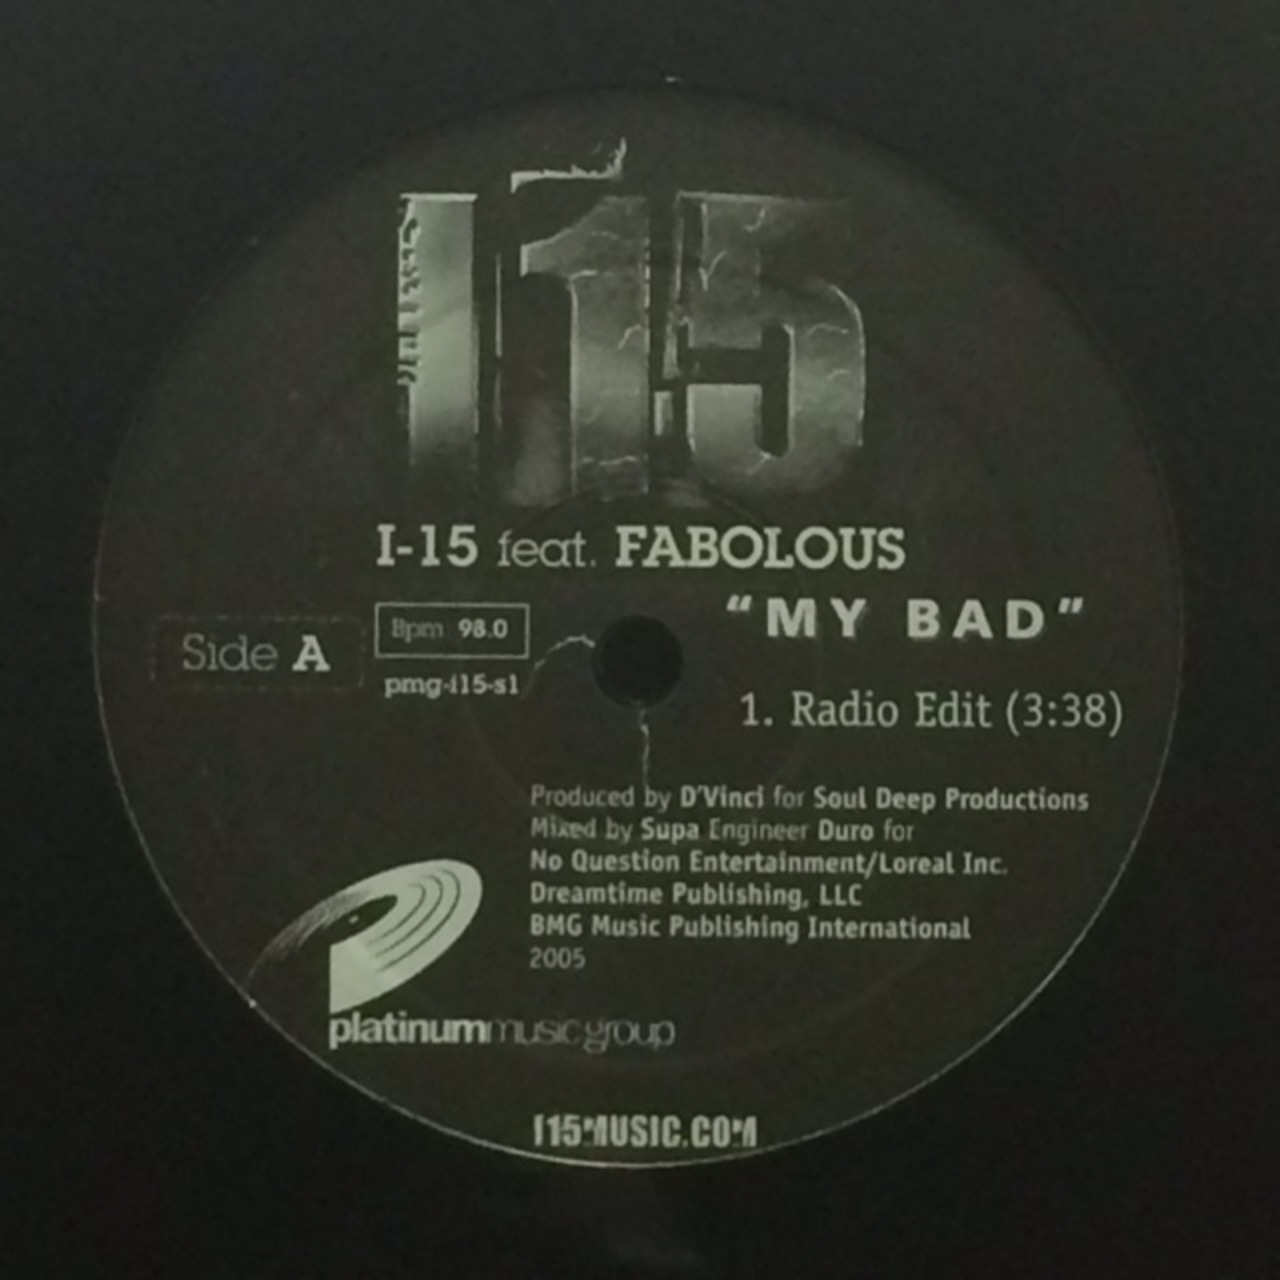 I15
I-15 feat. FABOLOUS
"MY BAD"
Side A
Bpm 98.0
pmg-i15-s1
1. Radio Edit (3:38)
Produced by D'Vinci for Soul Deep Productions
Mixed by Supa Engineer Duro for
No Question Entertainment/Loreal Inc.
Dreamtime Publishing, LLC
BMG Music Publishing International
2005
platinummusicgroup
I15MUSIC.COM